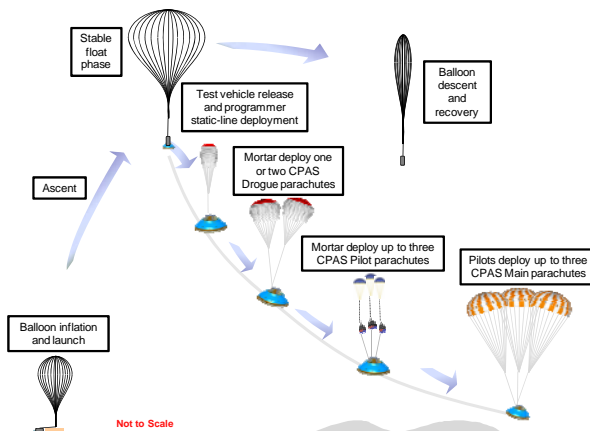 Stable
float
phase
Balloon
descent
and
recovery
Test vehicle release
and programmer
static-line deployment
Mortar deploy one
or two CPAS
Drogue parachutes
Ascent
Mortar deploy up to three
CPAS Pilot parachutes
Pilots deploy up to three
CPAS Main parachutes
Balloon inflation
and launch
Not to Scale